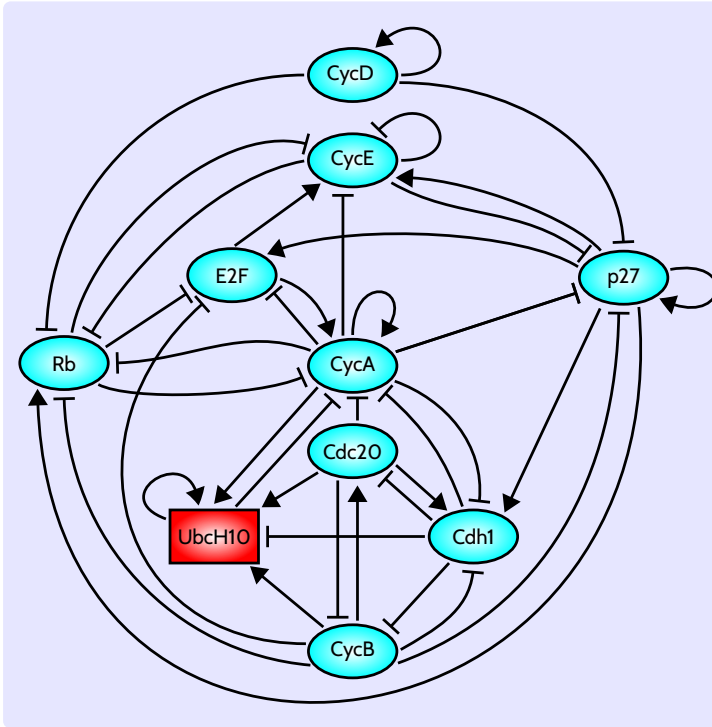 CycD
CycE
E2F
p27
Rb
CycA
Cdc20
UbcH10
Cdh1
CycB